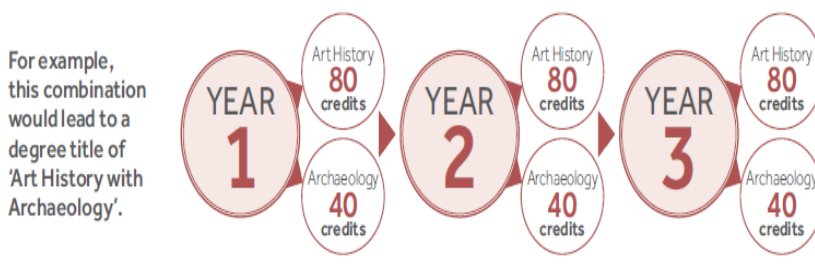 For example,
this combination
would lead to a
degree title of
‘Art History with
Archaeology’.
YEAR
1
Art History
80
credits
Archaeology
40
credits
YEAR
2
Art History
80
credits
Archaeology
40
credits
YEAR
3
Art History
80
credits
Archaeology
40
credits